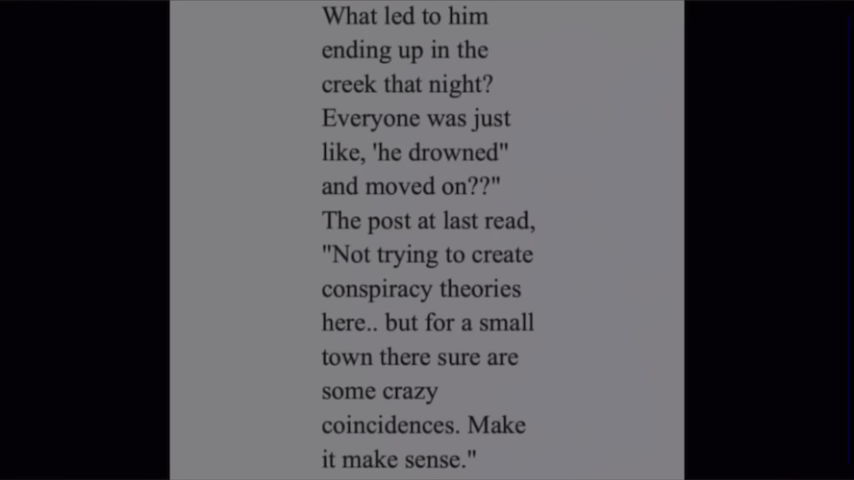 What led to him
ending up in the
creek that night?
Everyone was just
like, 'he drowned"
and moved on??"
The post at last read,
"Not trying to create
conspiracy theories
here.. but for a small
town there sure are
some crazy
coincidences. Make
it make sense."